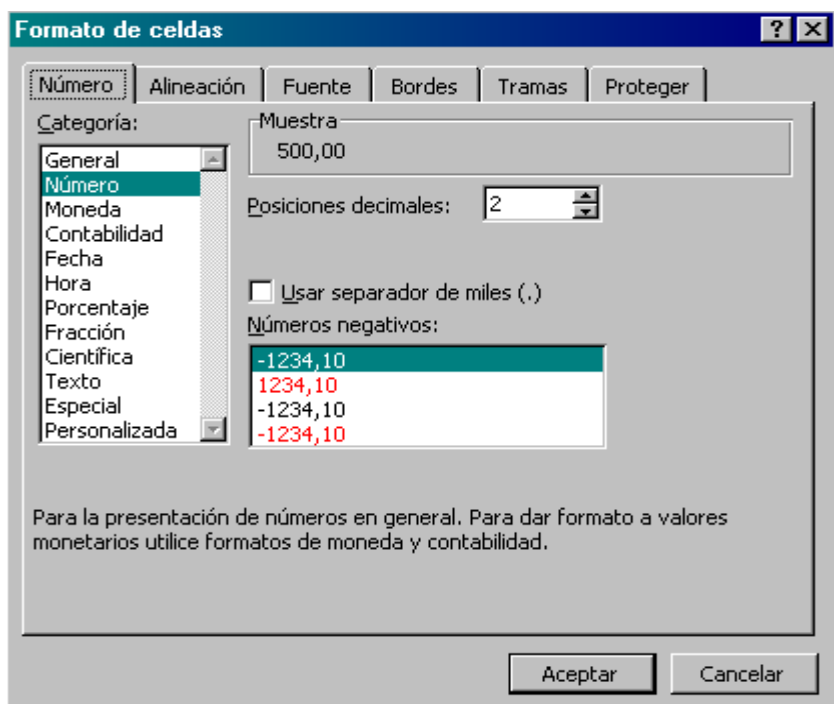 Formato de celdas
Número Alineación Fuente Bordes Tramas Proteger
Categoría:
General
Número
Moneda
Contabilidad
Fecha
Hora
Porcentaje
Fracción
Científica
Texto
Especial
Personalizada
Muestra
500,00
Posiciones decimales: 2
Usar separador de miles (.)
Números negativos:
-1234,10
1234,10
-1234,10
-1234,10
Para la presentación de números en general. Para dar formato a valores
monetarios utilice formatos de moneda y contabilidad.
Aceptar Cancelar